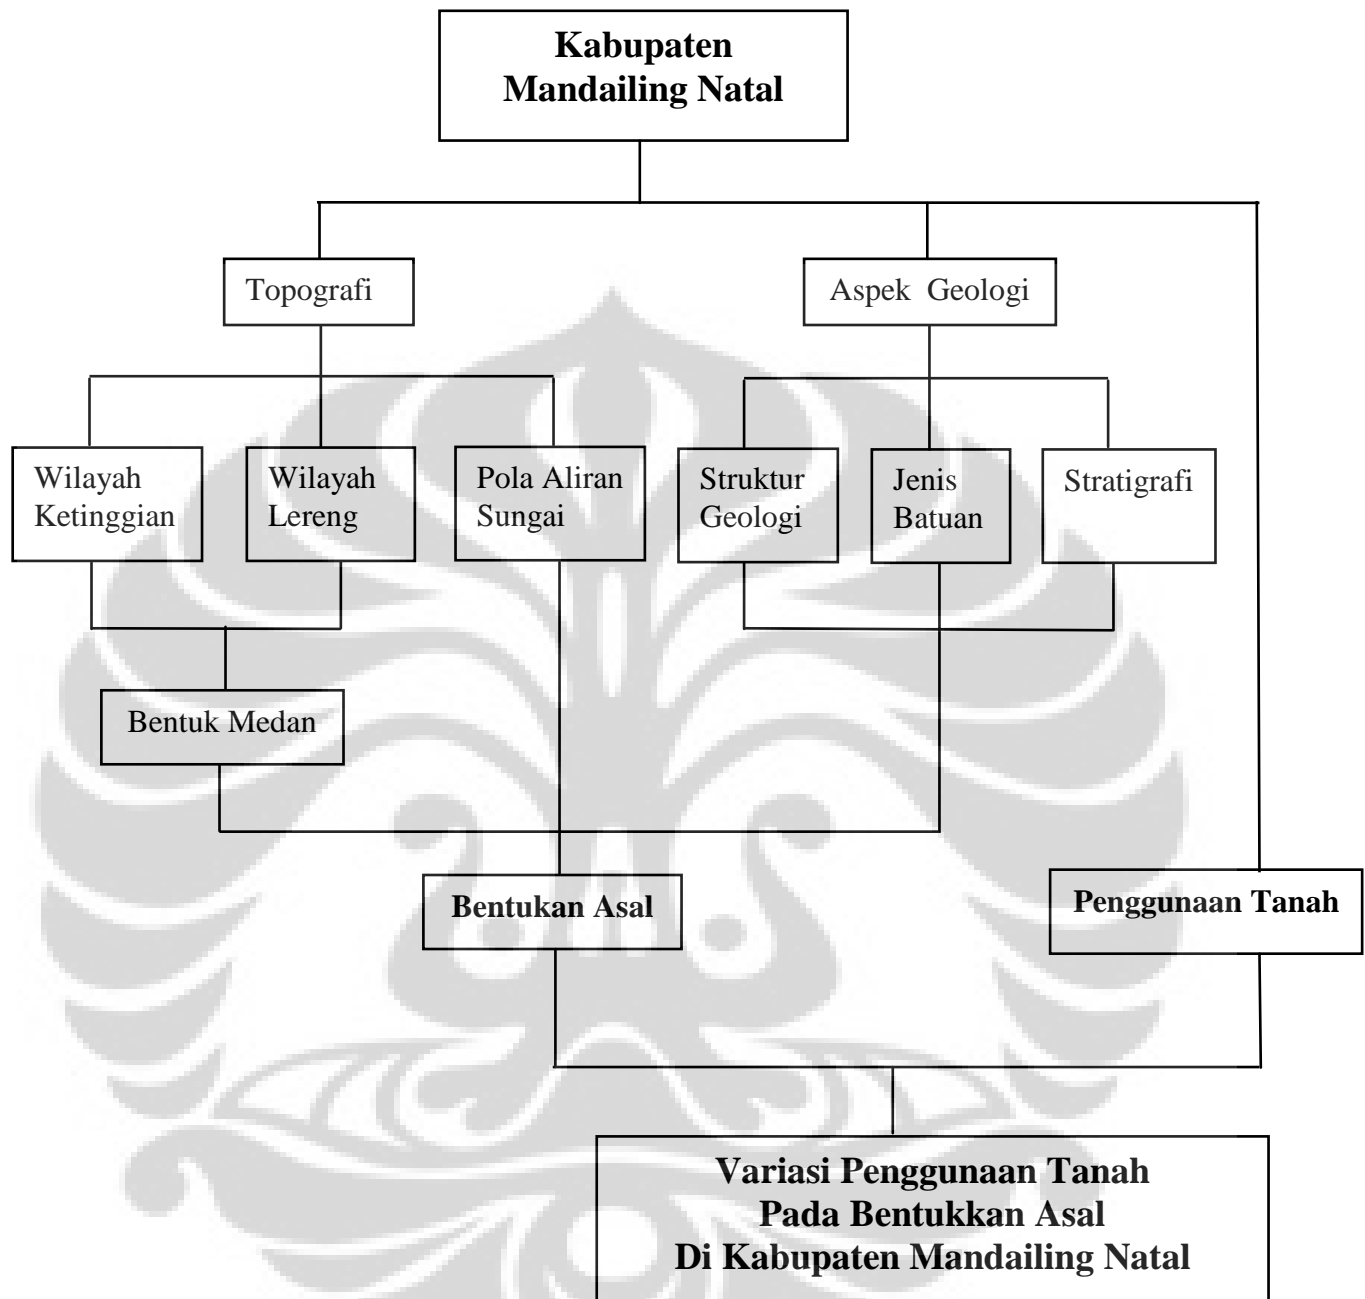 Kabupaten
Mandailing Natal
Topografi
Aspek Geologi
Wilayah
Ketinggian
Wilayah
Lereng
Pola Aliran
Sungai
Struktur
Geologi
Jenis
Batuan
Stratigrafi
Bentuk Medan
Bentukan Asal
Penggunaan Tanah
Variasi Penggunaan Tanah
Pada Bentukkan Asal
Di Kabupaten Mandailing Natal